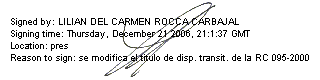 Signed by: LILIAN DEL CARMEN ROCCA CARBAJAL
Signing time: Thursday, December 21 2006, 21:1:37 GMT
Location: pres
Reason to sign: se modifica el titulo de disp. transit. de la RC 095-2000